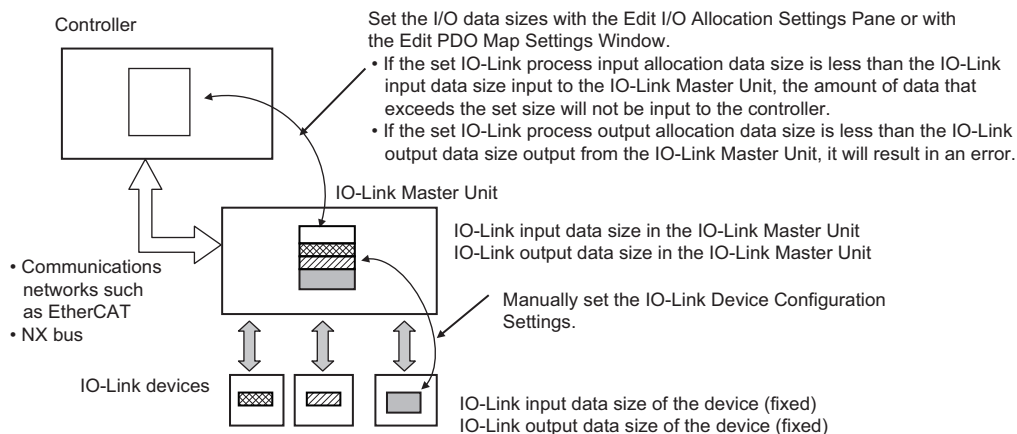 Controller
Set the I/O data sizes with the Edit I/O Allocation Settings Pane or with
the Edit PDO Map Settings Window.
• If the set IO-Link process input allocation data size is less than the IO-Link
input data size input to the IO-Link Master Unit, the amount of data that
exceeds the set size will not be input to the controller.
• If the set IO-Link process output allocation data size is less than the IO-Link
output data size output from the IO-Link Master Unit, it will result in an error.
IO-Link Master Unit
IO-Link input data size in the IO-Link Master Unit
IO-Link output data size in the IO-Link Master Unit
• Communications
networks such
as EtherCAT
• NX bus
Manually set the IO-Link Device Configuration
Settings.
IO-Link devices
IO-Link input data size of the device (fixed)
IO-Link output data size of the device (fixed)